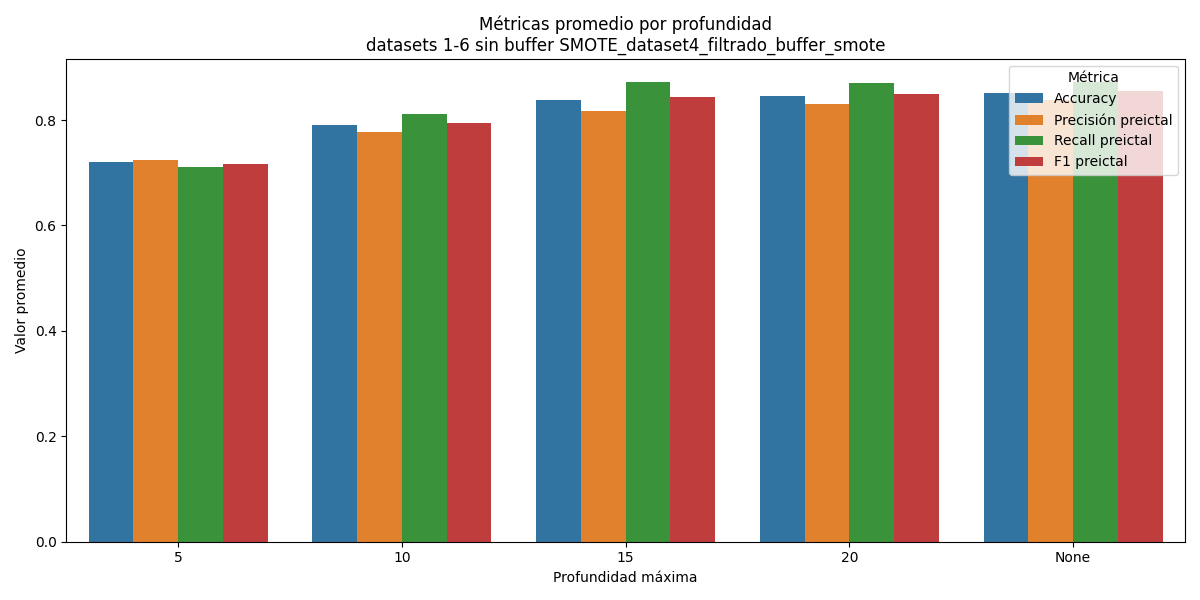 Métricas promedio por profundidad
datasets 1-6 sin buffer SMOTE_dataset4_filtrado_buffer_smote
Métrica
Accuracy
Precisión preictal
Recall preictal
F1 preictal
Valor promedio
0.8
0.6
0.4
0.2
0.0
5
10
15
20
None
Profundidad máxima